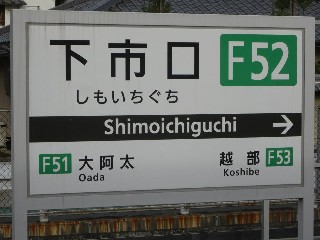 下市口 F52
しもいちぐち
Shimoichiguchi →
F51 大阿太 越部 F53
Oada Koshibe